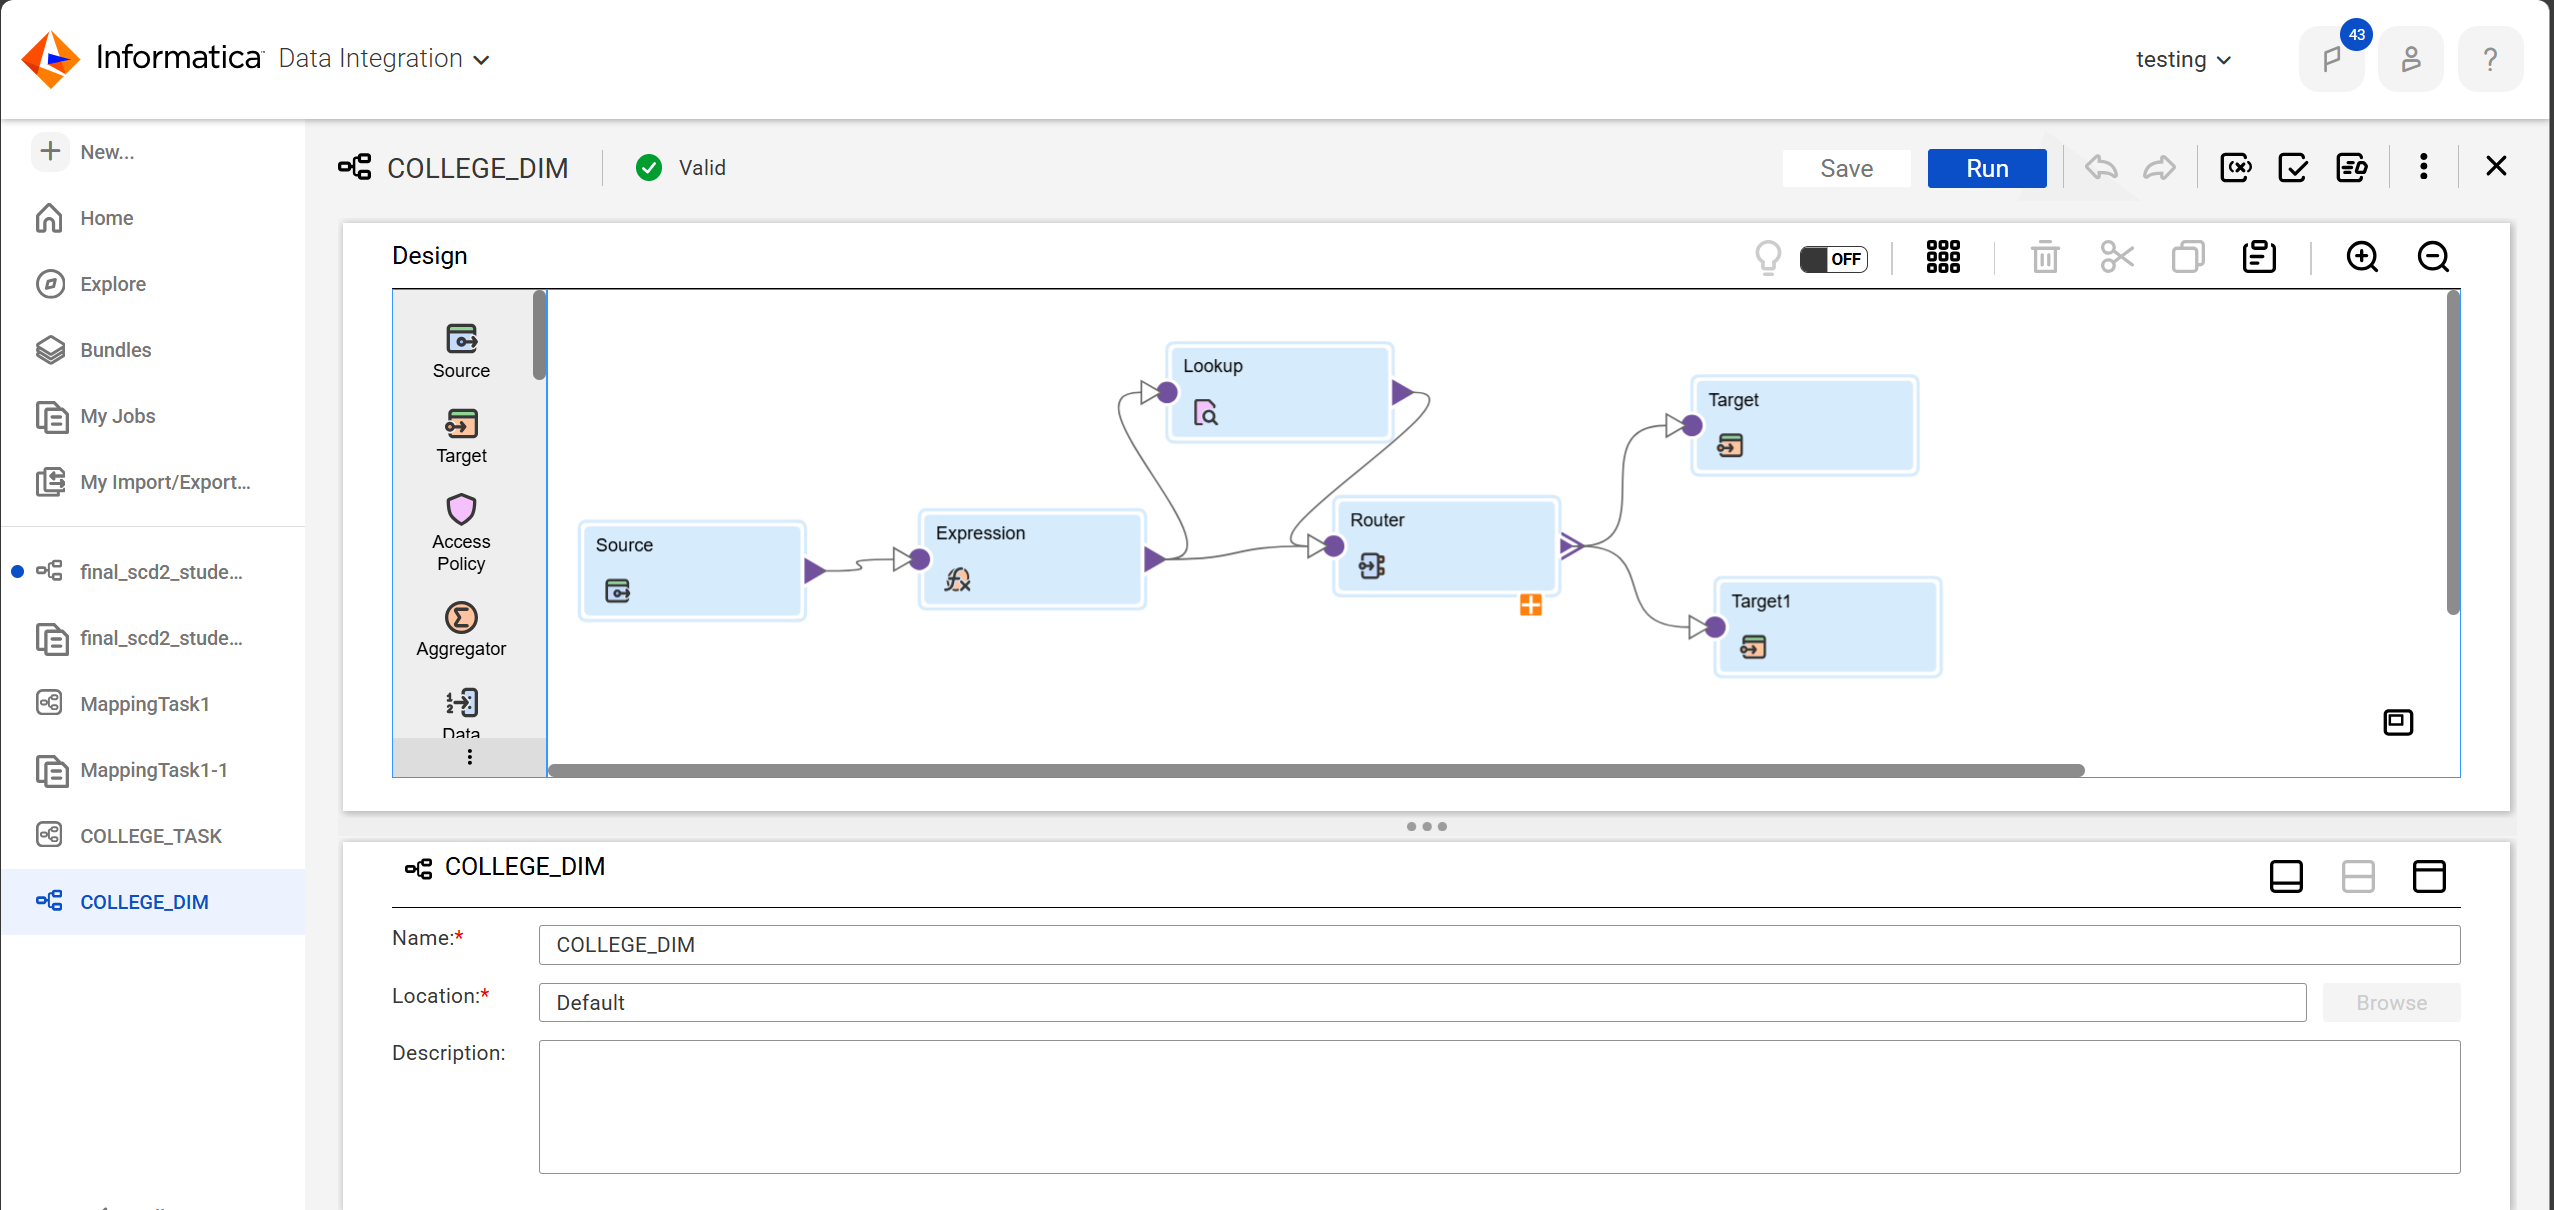 Informatica Data Integration
testing
43
?
New...
Home
Explore
Bundles
My Jobs
My Import/Export...
final_scd2_stude...
final_scd2_stude...
MappingTask1
MappingTask1-1
COLLEGE_TASK
COLLEGE_DIM
COLLEGE_DIM
Valid
Save
Run
Design
OFF
Source
Target
Access
Policy
Aggregator
Data
Source
Expression
Lookup
Router
Target
Target1
COLLEGE_DIM
Name:*
COLLEGE_DIM
Location:*
Default
Browse
Description: